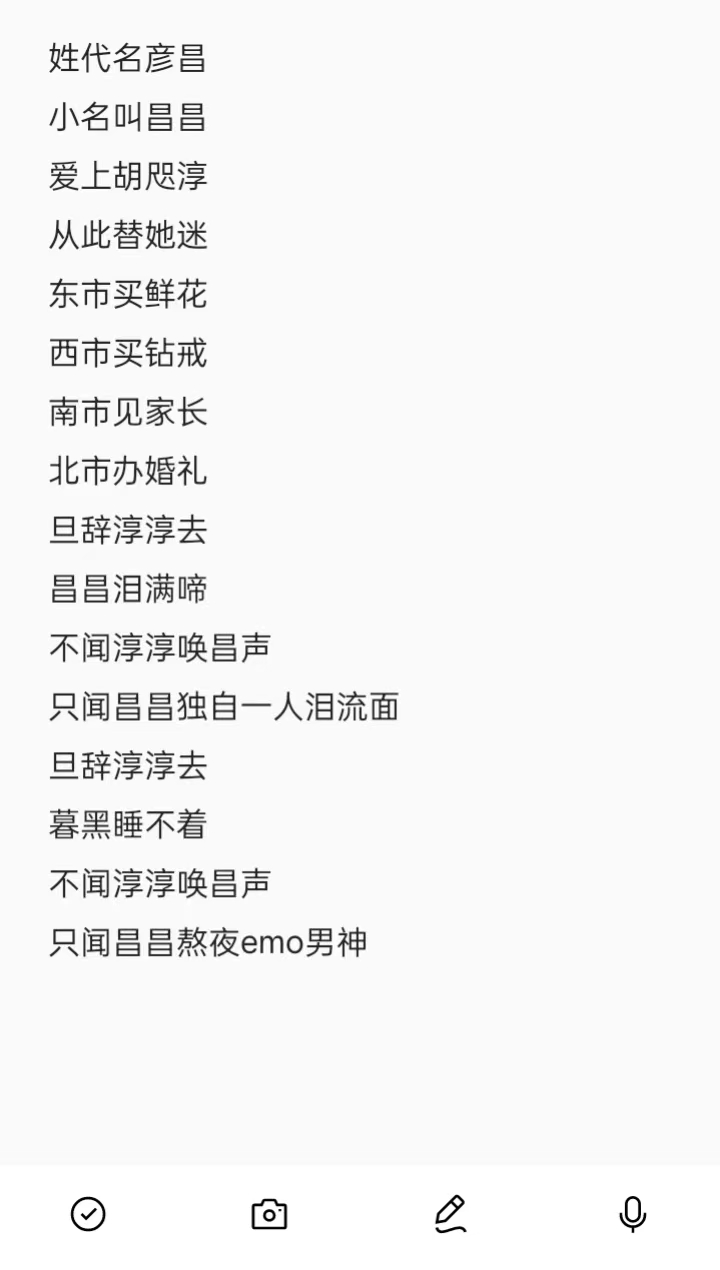 姓代名彦昌
小名叫昌昌
爱上胡咫淳
从此替她迷
东市买鲜花
西市买钻戒
南市见家长
北市办婚礼
旦辞淳淳去
昌昌泪满啼
不闻淳淳唤昌声
只闻昌昌独自一人泪流面
旦辞淳淳去
暮黑睡不着
不闻淳淳唤昌声
只闻昌昌熬夜emo男神